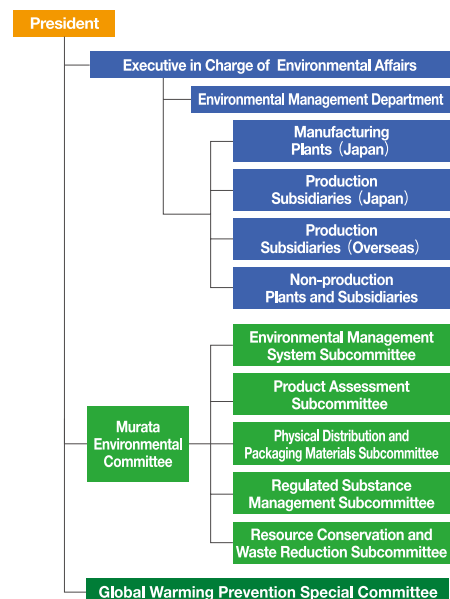 President
Executive in Charge of Environmental Affairs
Environmental Management Department
Manufacturing
Plants (Japan)
Production
Subsidiaries (Japan)
Production
Subsidiaries (Overseas)
Non-production
Plants and Subsidiaries
Environmental Management
System Subcommittee
Product Assessment
Subcommittee
Murata
Environmental
Committee
Physical Distribution and
Packaging Materials Subcommittee
Regulated Substance
Management Subcommittee
Resource Conservation and
Waste Reduction Subcommittee
Global Warming Prevention Special Committee